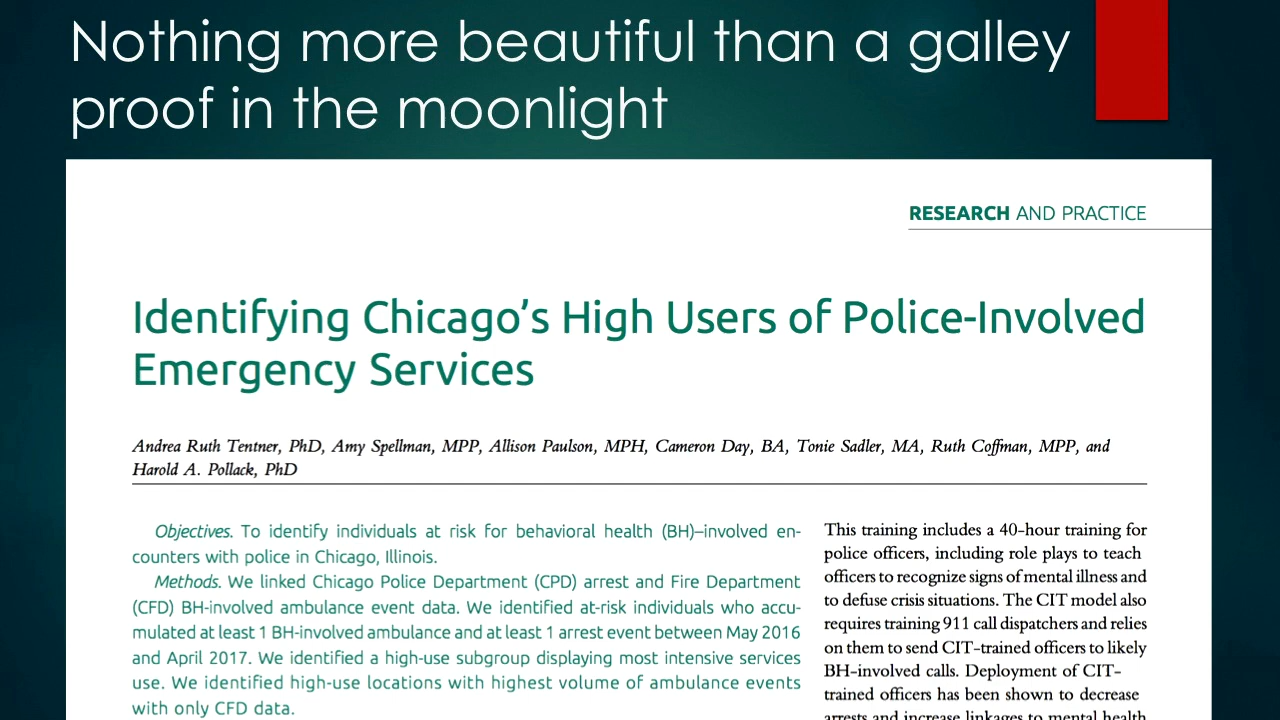 Nothing more beautiful than a galley
proof in the moonlight
RESEARCH AND PRACTICE
Identifying Chicago’s High Users of Police-Involved
Emergency Services
Andrea Ruth Tentner, PhD, Amy Spellman, MPP, Allison Paulson, MPH, Cameron Day, BA, Tonie Sadler, MA, Ruth Coffman, MPP, and
Harold A. Pollack, PhD
Objectives. To identify individuals at risk for behavioral health (BH)–involved en-
counters with police in Chicago, Illinois.
Methods. We linked Chicago Police Department (CPD) arrest and Fire Department
(CFD) BH-involved ambulance event data. We identified at-risk individuals who accu-
mulated at least 1 BH-involved ambulance and at least 1 arrest event between May 2016
and April 2017. We identified a high-use subgroup displaying most intensive services
use. We identified high-use locations with highest volume of ambulance events
with only CFD data.
This training includes a 40-hour training for
police officers, including role plays to teach
officers to recognize signs of mental illness and
to defuse crisis situations. The CIT model also
requires training 911 call dispatchers and relies
on them to send CIT-trained officers to likely
BH-involved calls. Deployment of CIT-
trained officers has been shown to decrease
arrests and increase linkages to mental health